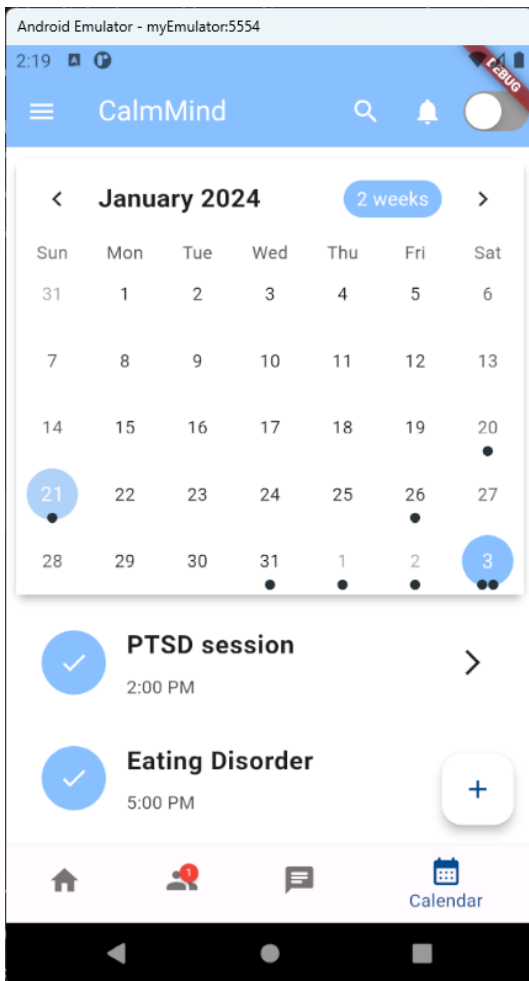 Android Emulator - myEmulator:5554
2:19
DEBUG
CalmMind
January 2024 2 weeks
Sun Mon Tue Wed Thu Fri Sat
31 1 2 3 4 5 6
7 8 9 10 11 12 13
14 15 16 17 18 19 20
21 22 23 24 25 26 27
28 29 30 31 1 2 3
PTSD session
2:00 PM
Eating Disorder
5:00 PM
+
1
Calendar